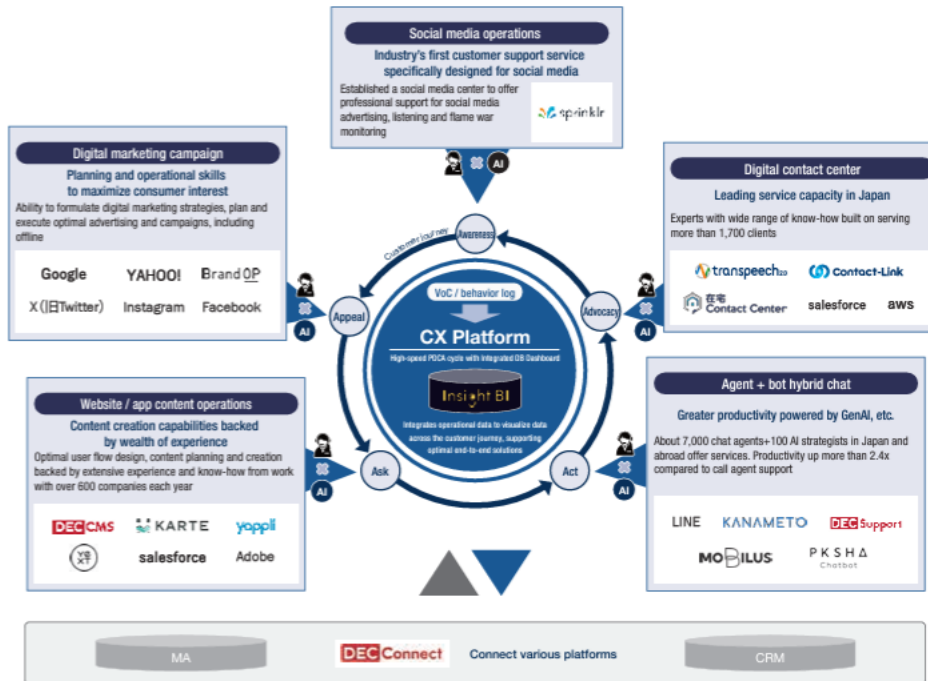 Social media operations
Industry's first customer support service
specifically designed for social media
Established a social media center to offer
professional support for social media
advertising, listening and flame war
monitoring
sprinklr
AI
Digital marketing campaign
Planning and operational skills
to maximize consumer interest
Ability to formulate digital marketing strategies, plan and
execute optimal advertising and campaigns, including
offline
Google YAHOO! Brand OP
X(旧Twitter) Instagram Facebook
AI
Digital contact center
Leading service capacity in Japan
Experts with wide range of know-how built on serving
more than 1,700 clients
transpeech2.0 Contact-Link
在宅
Contact Center salesforce aws
AI
Customer journey
Awareness
Appeal
Advocacy
Ask
Act
VoC / behavior log
CX Platform
High-speed PDCA cycle with Integrated DB Dashboard
Insight BI
Integrates operational data to visualize data
across the customer journey, supporting
optimal end-to-end solutions
Website / app content operations
Content creation capabilities backed
by wealth of experience
Optimal user flow design, content planning and creation
backed by extensive experience and know-how from work
with over 600 companies each year
DEC CMS KARTE yappli
yext salesforce Adobe
AI
Agent + bot hybrid chat
Greater productivity powered by GenAI, etc.
About 7,000 chat agents+100 AI strategists in Japan and
abroad offer services. Productivity up more than 2.4x
compared to call agent support
LINE KANAMETO DEC Support
MOBILUS PKSHA
Chatbot
AI
MA
DEC Connect Connect various platforms
CRM